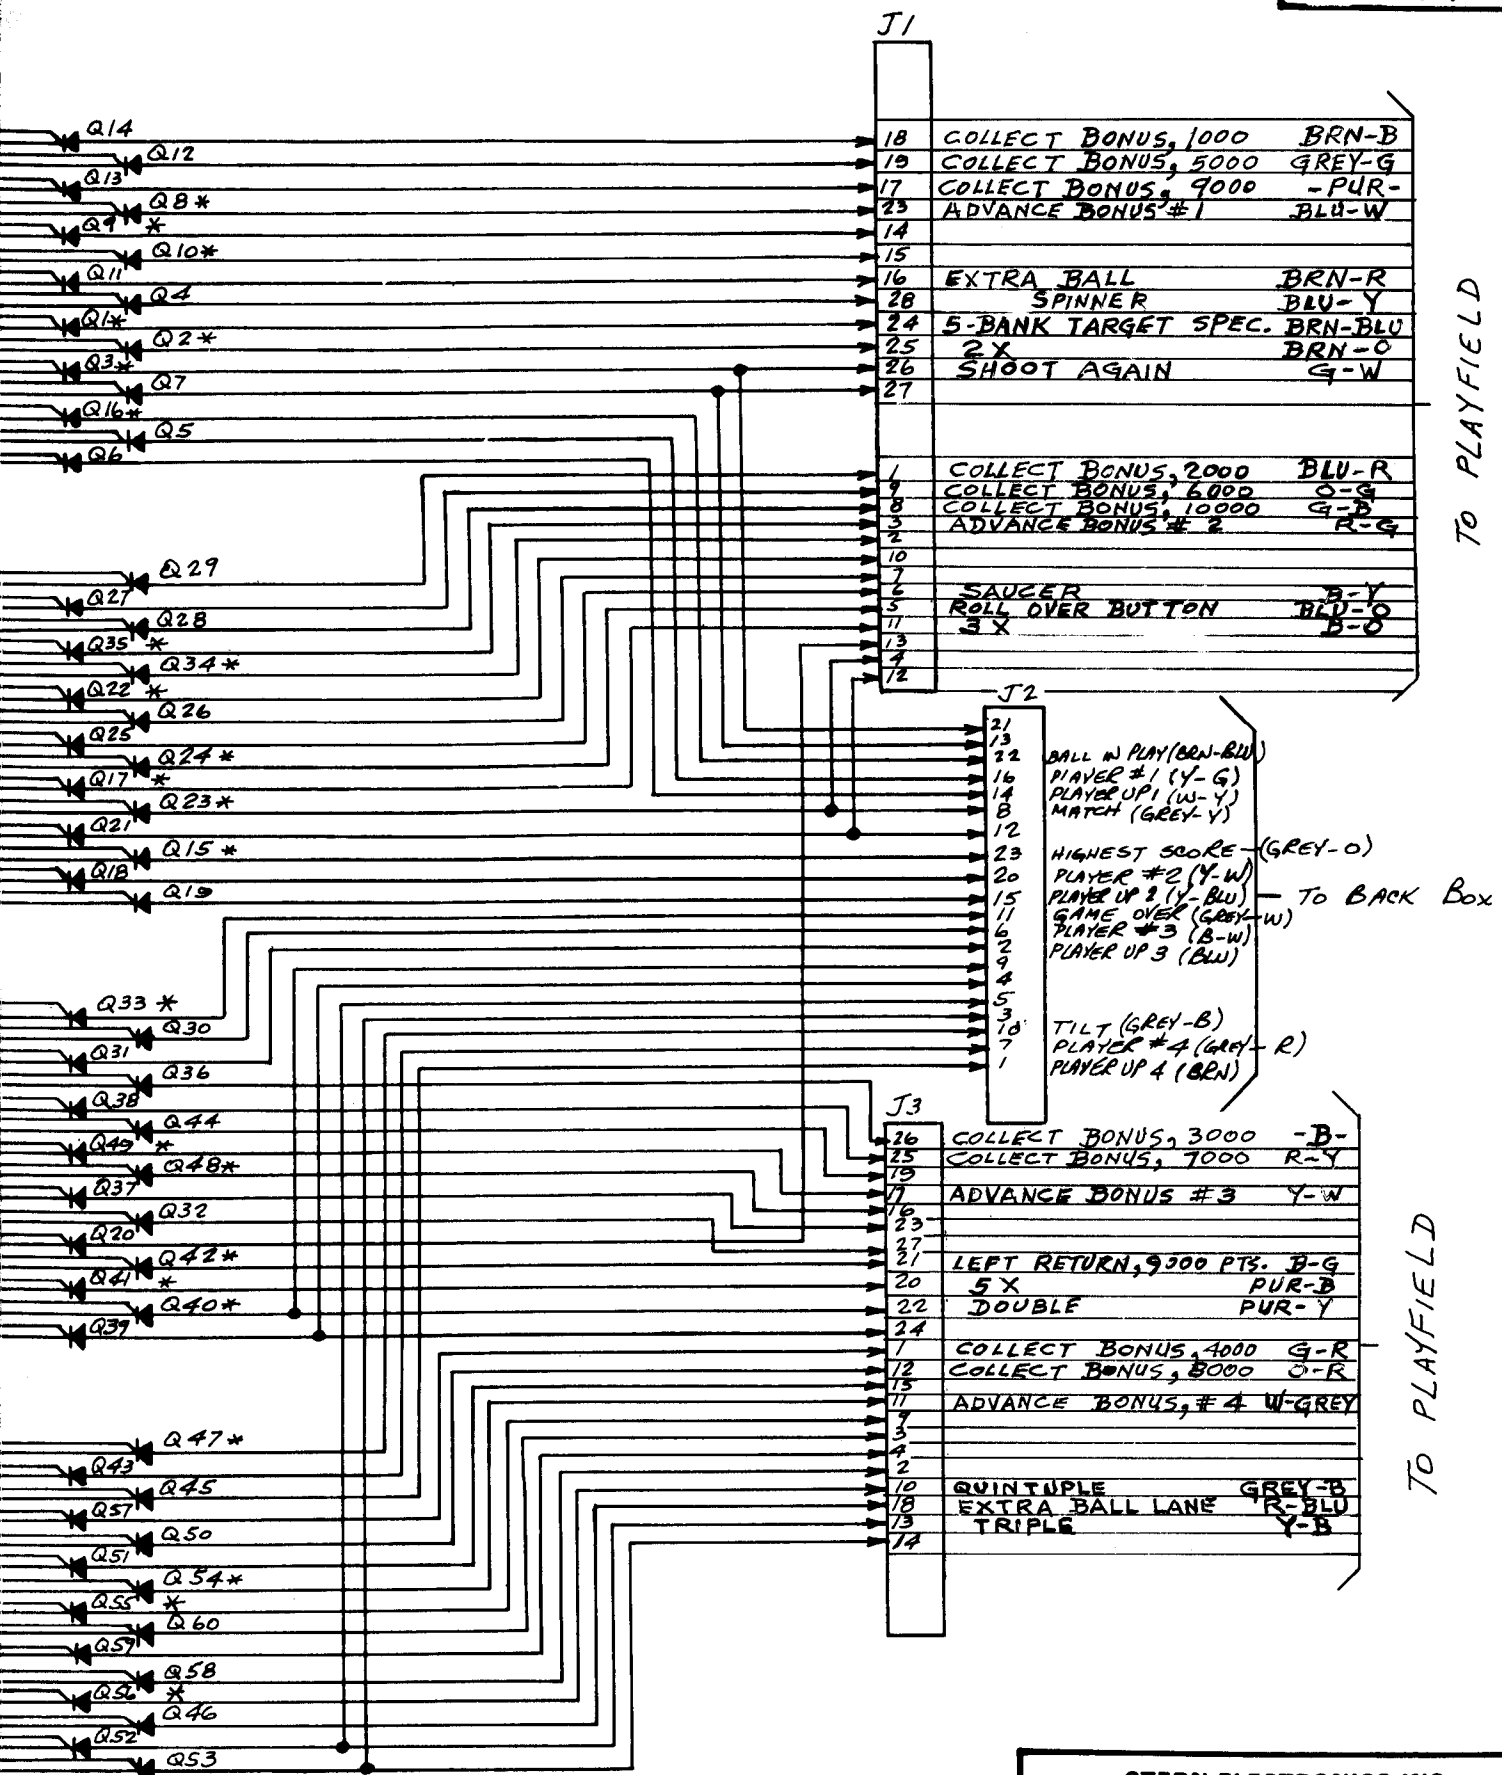 J1
Q14
18 COLLECT BONUS, 1000 BRN-B
Q12
19 COLLECT BONUS, 5000 GREY-G
Q13
17 COLLECT BONUS, 9000 -PUR-
Q8*
23 ADVANCE BONUS #1 BLU-W
Q9 *
14
Q10*
15
Q11
16 EXTRA BALL BRN-R
Q4
28 SPINNER BLU-Y
Q1*
24 5-BANK TARGET SPEC. BRN-BLU
Q2*
25 2X BRN-O
Q3*
26 SHOOT AGAIN G-W
Q7
27
Q16*
Q5
Q6
1 COLLECT BONUS, 2000 BLU-R
9 COLLECT BONUS, 6000 O-G
8 COLLECT BONUS, 10000 G-B
3 ADVANCE BONUS # 2 R-G
2
10
7
6 SAUCER B-Y
5 ROLL OVER BUTTON BLU-O
11 3X B-O
13
4
12
TO PLAYFIELD
Q29
Q27
Q28
Q35 *
Q34*
Q22 *
Q26
Q25
Q24*
Q17 *
Q23*
Q21
Q15 *
Q18
Q19
J2
21
13
22 BALL IN PLAY (BRN-BLU)
16 PLAYER #1 (Y-G)
14 PLAYER UP 1 (W-Y)
8 MATCH (GREY-Y)
12
23 HIGHEST SCORE (GREY-O)
20 PLAYER #2 (Y-W)
15 PLAYER UP 2 (Y-BLU)
11 GAME OVER (GREY-W)
6 PLAYER #3 (B-W)
2 PLAYER UP 3 (BLU)
9
4
5
3
10 TILT (GREY-B)
7 PLAYER #4 (GREY-R)
1 PLAYER UP 4 (BRN)
TO BACK BOX
Q33 *
Q30
Q31
Q36
Q38
Q44
Q49 *
Q48*
Q37
Q32
Q20
Q42*
Q41 *
Q40*
Q39
J3
26 COLLECT BONUS, 3000 -B-
25 COLLECT BONUS, 7000 R-Y
19
17 ADVANCE BONUS #3 Y-W
16
23
27
21 LEFT RETURN, 9000 PTS. B-G
20 5X PUR-B
22 DOUBLE PUR-Y
24
1 COLLECT BONUS, 4000 G-R
12 COLLECT BONUS, 8000 O-R
15
11 ADVANCE BONUS, #4 W-GREY
9
3
4
2
10 QUINTUPLE GREY-B
18 EXTRA BALL LANE R-BLU
13 TRIPLE Y-B
14
TO PLAYFIELD
Q47*
Q43
Q45
Q57
Q50
Q51
Q54*
Q55 *
Q60
Q59
Q58
Q56 *
Q46
Q52
Q53